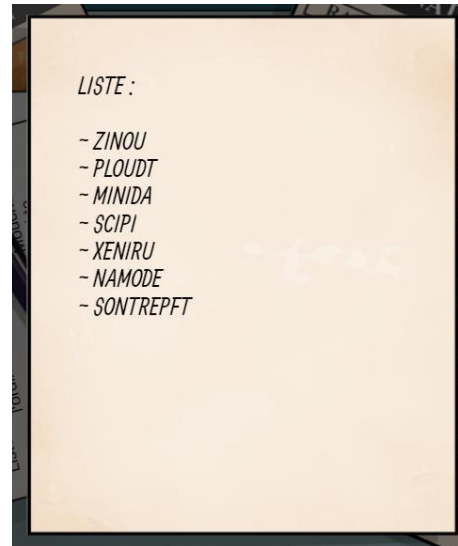 LISTE :
~ ZINOU
~ PLOUDT
~ MINIDA
~ SCIPI
~ XENIRU
~ NAMODE
~ SONTREPFT